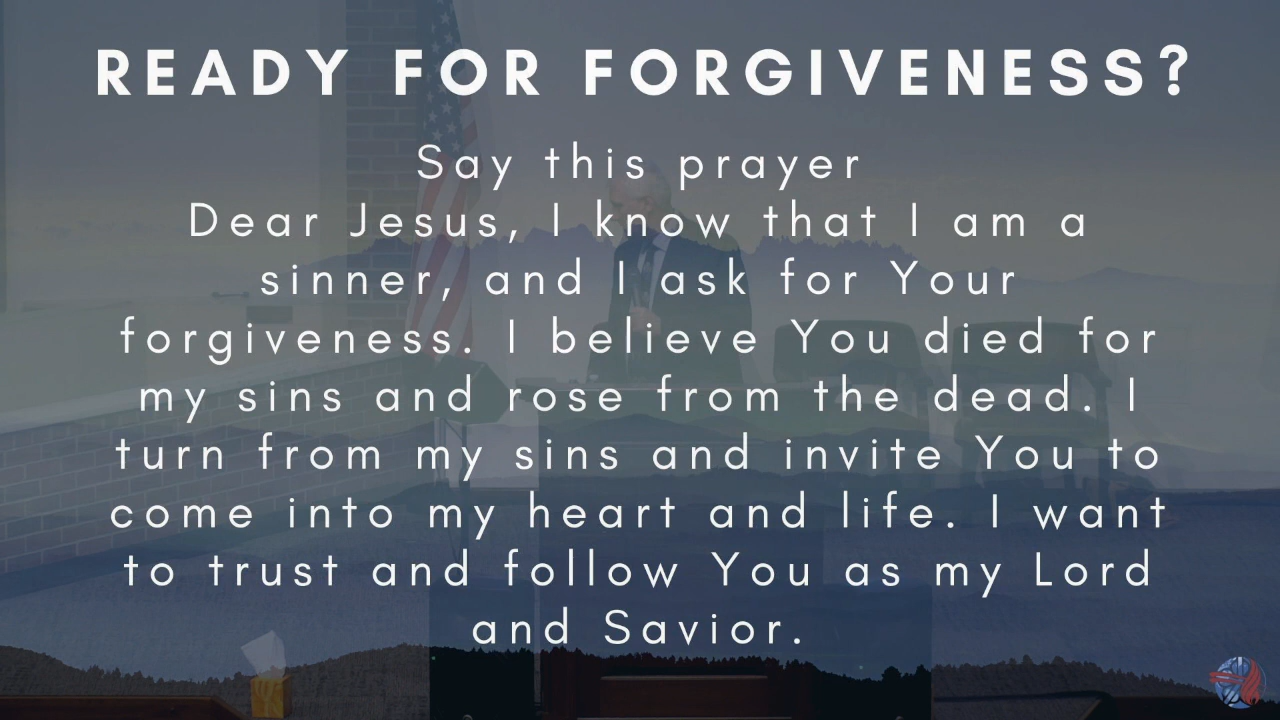 READY FOR FORGIVENESS?
Say this prayer
Dear Jesus, I know that I am a
sinner, and I ask for Your
forgiveness. I believe You died for
my sins and rose from the dead. I
turn from my sins and invite You to
come into my heart and life. I want
to trust and follow You as my Lord
and Savior.